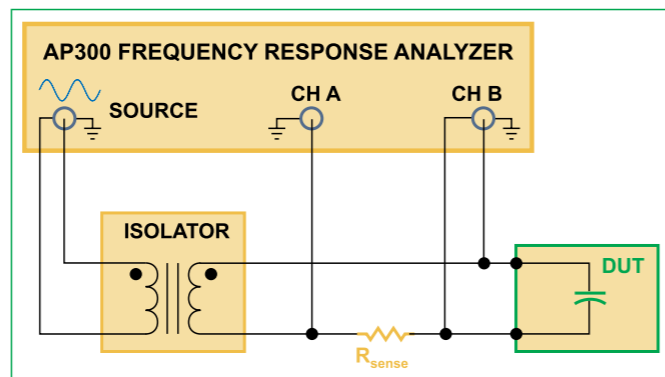 AP300 FREQUENCY RESPONSE ANALYZER
SOURCE
CH A
CH B
ISOLATOR
DUT
Rsense